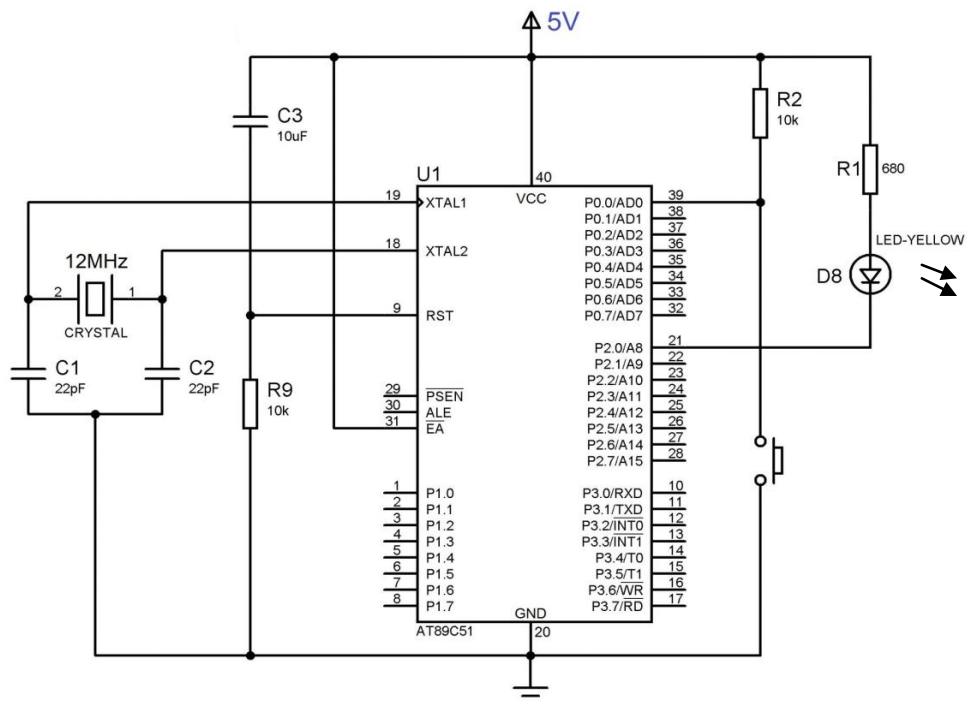 5V
C3
10uF
R2
10k
R1
680
LED-YELLOW
D8
U1
40
VCC
19
XTAL1
18
XTAL2
9
RST
29
PSEN
30
ALE
31
EA
1
P1.0
2
P1.1
3
P1.2
4
P1.3
5
P1.4
6
P1.5
7
P1.6
8
P1.7
P0.0/AD0
39
P0.1/AD1
38
P0.2/AD2
37
P0.3/AD3
36
P0.4/AD4
35
P0.5/AD5
34
P0.6/AD6
33
P0.7/AD7
32
P2.0/A8
21
P2.1/A9
22
P2.2/A10
23
P2.3/A11
24
P2.4/A12
25
P2.5/A13
26
P2.6/A14
27
P2.7/A15
28
P3.0/RXD
10
P3.1/TXD
11
P3.2/INT0
12
P3.3/INT1
13
P3.4/T0
14
P3.5/T1
15
P3.6/WR
16
P3.7/RD
17
GND
20
AT89C51
12MHz
2
1
CRYSTAL
C1
22pF
C2
22pF
R9
10k